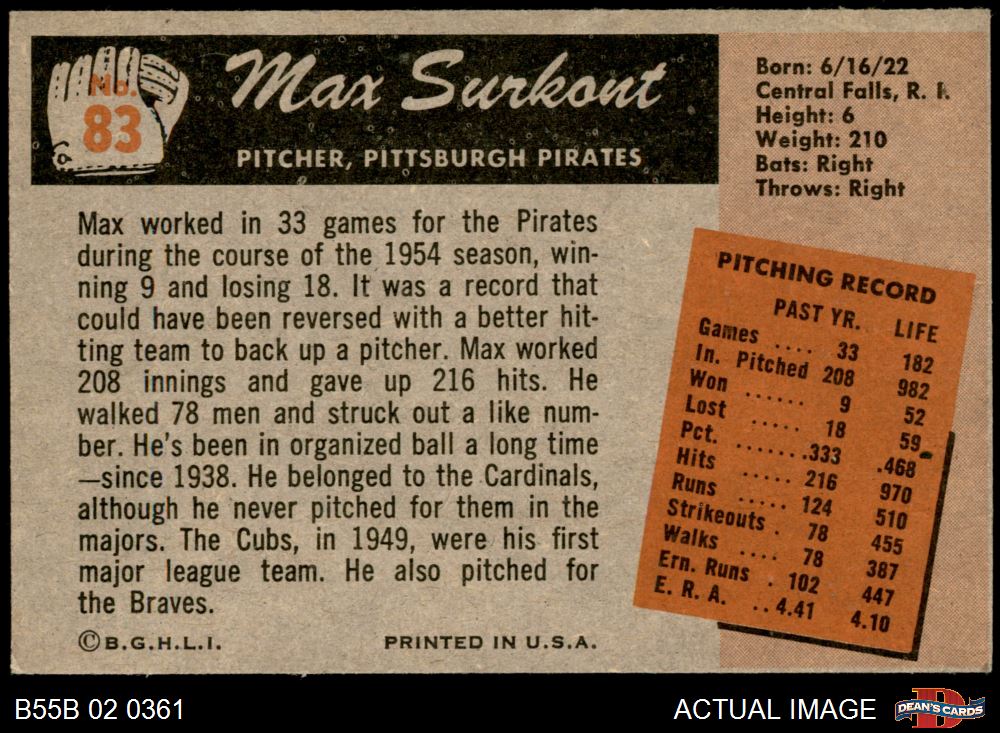 No.
83
Max Surkont
PITCHER, PITTSBURGH PIRATES
Born: 6/16/22
Central Falls, R. I.
Height: 6
Weight: 210
Bats: Right
Throws: Right
Max worked in 33 games for the Pirates
during the course of the 1954 season, win-
ning 9 and losing 18. It was a record that
could have been reversed with a better hit-
ting team to back up a pitcher. Max worked
208 innings and gave up 216 hits. He
walked 78 men and struck out a like num-
ber. He's been in organized ball a long time
—since 1938. He belonged to the Cardinals,
although he never pitched for them in the
majors. The Cubs, in 1949, were his first
major league team. He also pitched for
the Braves.
©B.G.H.L.I. PRINTED IN U.S.A.
PITCHING RECORD
PAST YR. LIFE
Games .... 33 182
In. Pitched 208 982
Won ...... 9 52
Lost ..... 18 59
Pct. .......333 .468
Hits ..... 216 970
Runs ..... 124 510
Strikeouts . 78 455
Walks .... 78 387
Ern. Runs . 102 447
E. R. A. ..4.41 4.10
B55B 02 0361 ACTUAL IMAGE DEAN'S CARDS